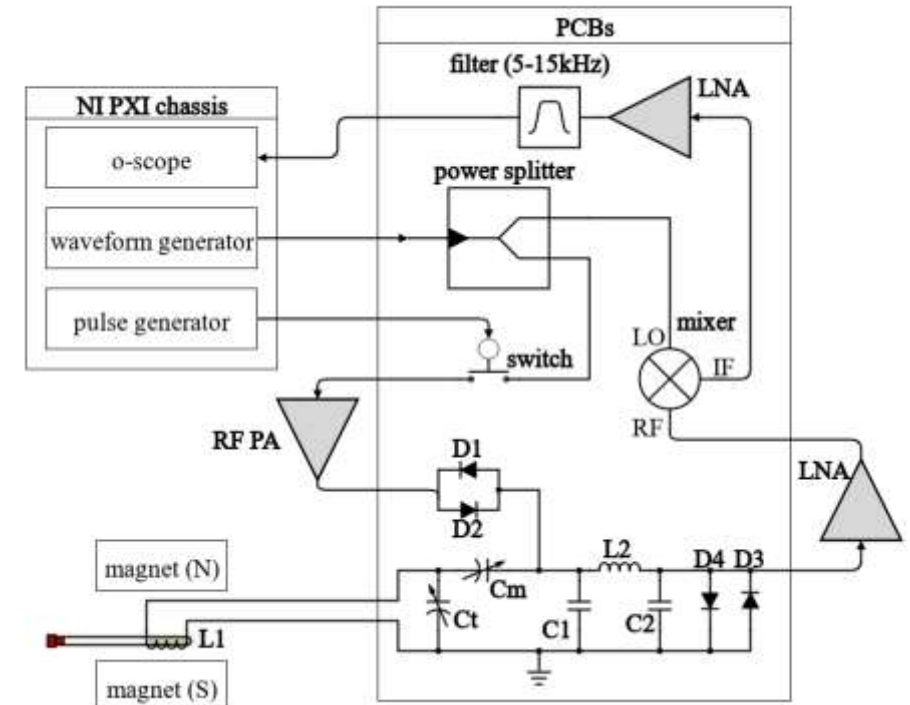 PCBs
filter (5-15kHz)
LNA
NI PXI chassis
o-scope
power splitter
waveform generator
pulse generator
switch
LO
mixer
IF
RF
RF PA
D1
D2
LNA
magnet (N)
L2
D4 D3
Cm
Ct
C1
C2
L1
magnet (S)